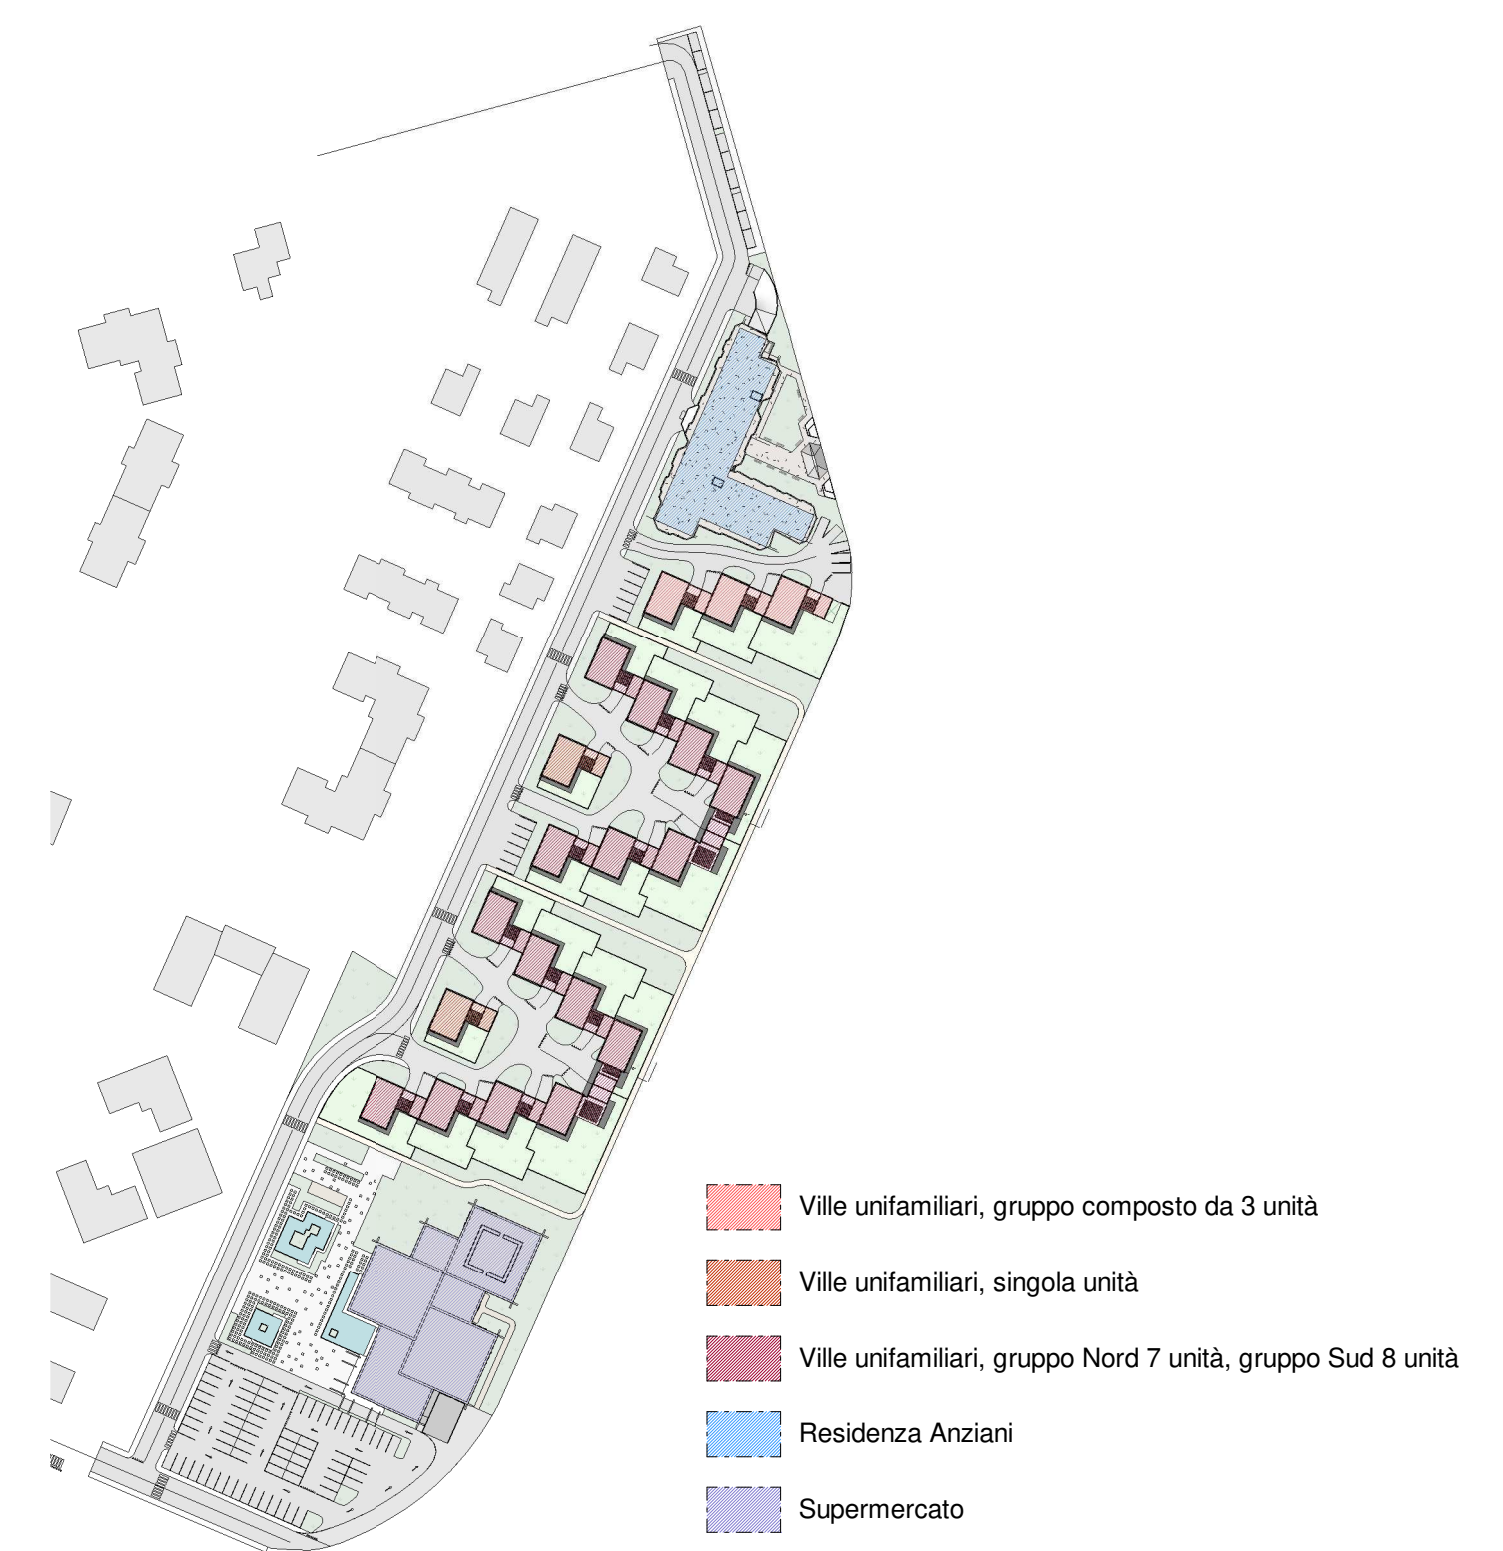 Ville unifamiliari, gruppo composto da 3 unità
Ville unifamiliari, singola unità
Ville unifamiliari, gruppo Nord 7 unità, gruppo Sud 8 unità
Residenza Anziani
Supermercato